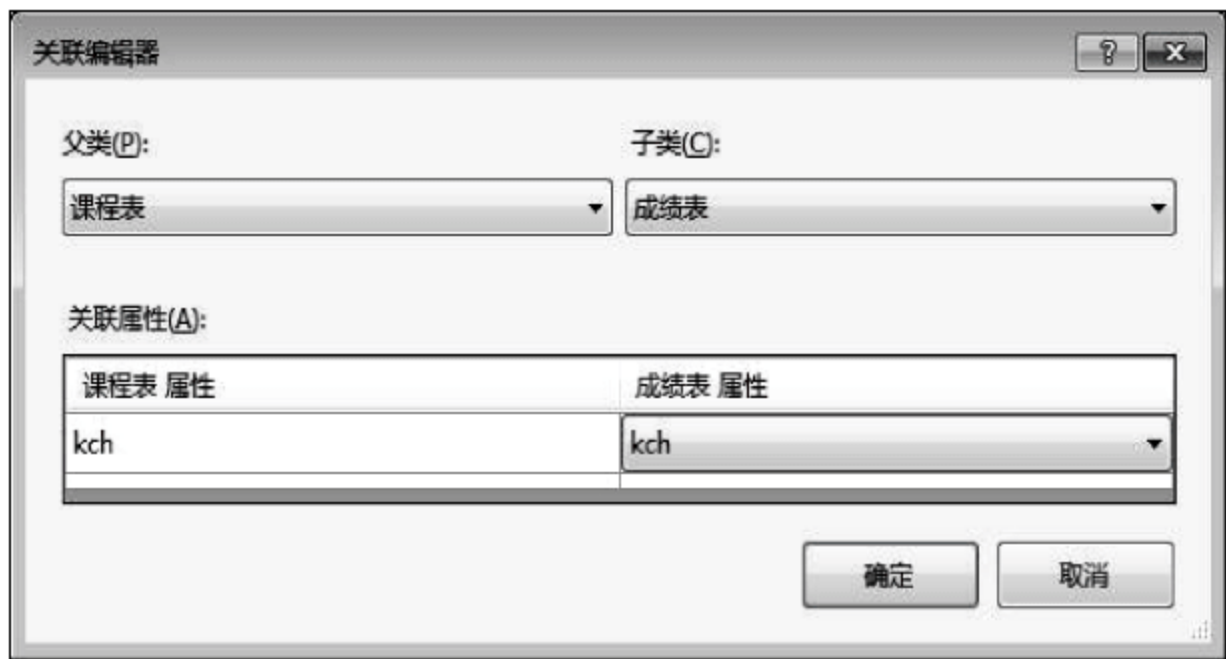 关联编辑器
父类(P): 子类(C):
课程表 成绩表
关联属性(A):
课程表 属性 成绩表 属性
kch kch
确定 取消